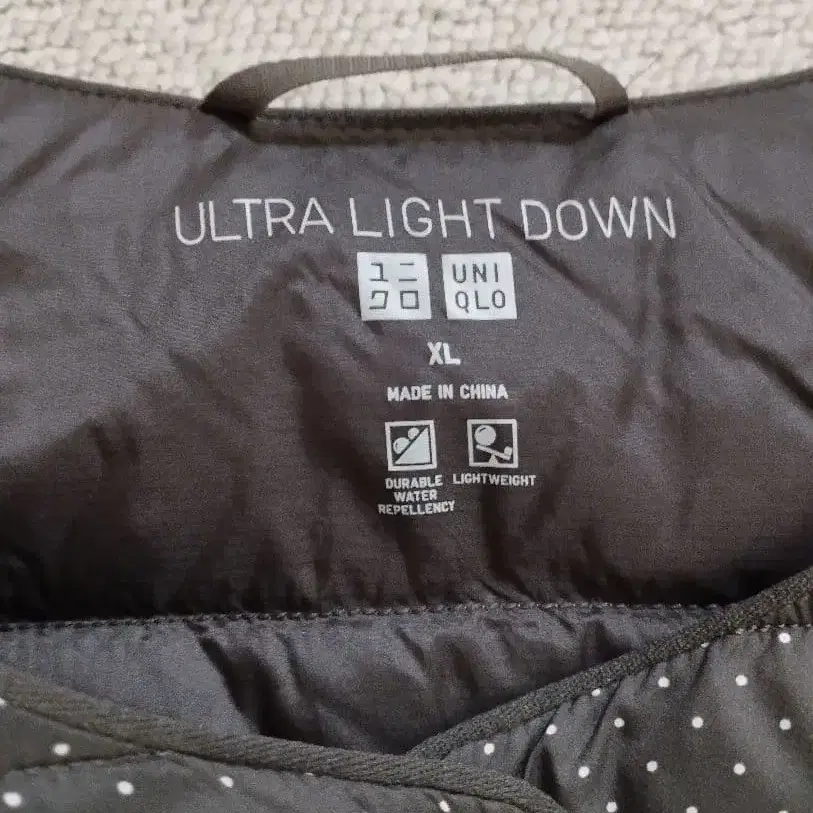 ULTRA LIGHT DOWN
ユニ
クロ
UNI
QLO
XL
MADE IN CHINA
DURABLE
WATER
REPELLENCY
LIGHTWEIGHT